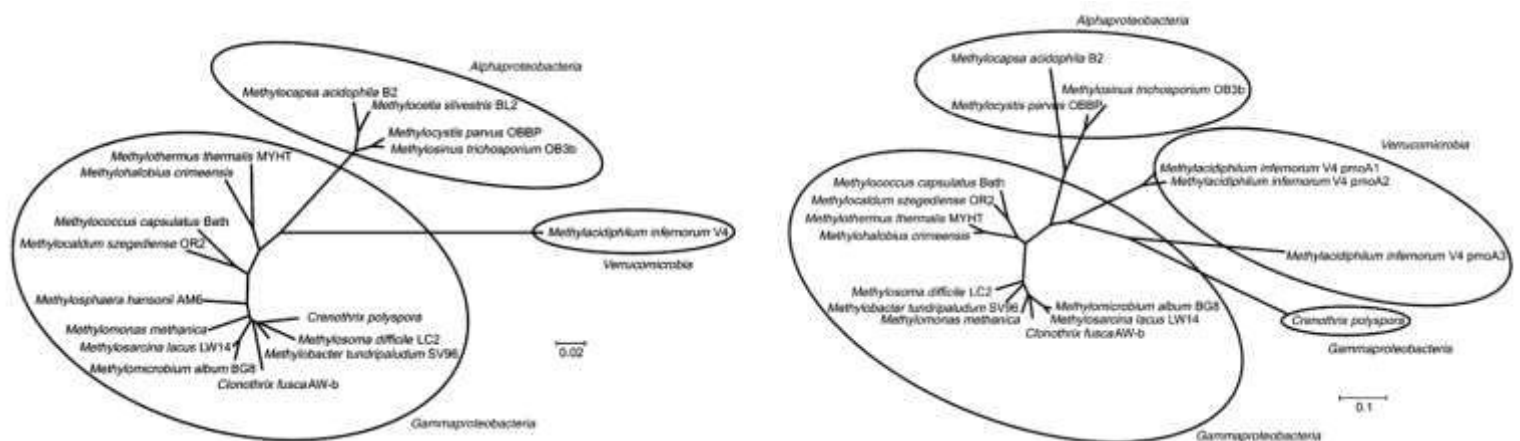 Alphaproteobacteria
Methylocapsa acidophila B2
Methylocella silvestris BL2
Methylocystis parvus OBBP
Methylosinus trichosporium OB3b
Methylothermus thermalis MYHT
Methylohalobius crimeensis
Methylococcus capsulatus Bath
Methylocaldum szegediense OR2
Methylacidiphilum infernorum V4
Verrucomicrobia
Methylosphaera hansonii AM6
Methylomonas methanica
Crenothrix polyspora
Methylosoma difficile LC2
Methylosarcina lacus LW14
Methylobacter tundripaludum SV96
Methylomicrobium album BG8
Clonothrix fusca AW-b
0.02
Gammaproteobacteria
Alphaproteobacteria
Methylocapsa acidophila B2
Methylosinus trichosporium OB3b
Methylocystis parvus OBBP
Verrucomicrobia
Methylacidiphilum infernorum V4 pmoA1
Methylacidiphilum infernorum V4 pmoA2
Methylococcus capsulatus Bath
Methylocaldum szegediense OR2
Methylothermus thermalis MYHT
Methylohalobius crimeensis
Methylacidiphilum infernorum V4 pmoA3
Methylosoma difficile LC2
Methylobacter tundripaludum SV96
Methylomonas methanica
Methylomicrobium album BG8
Methylosarcina lacus LW14
Clonothrix fusca AW-b
Crenothrix polyspora
Gammaproteobacteria
0.1
Gammaproteobacteria